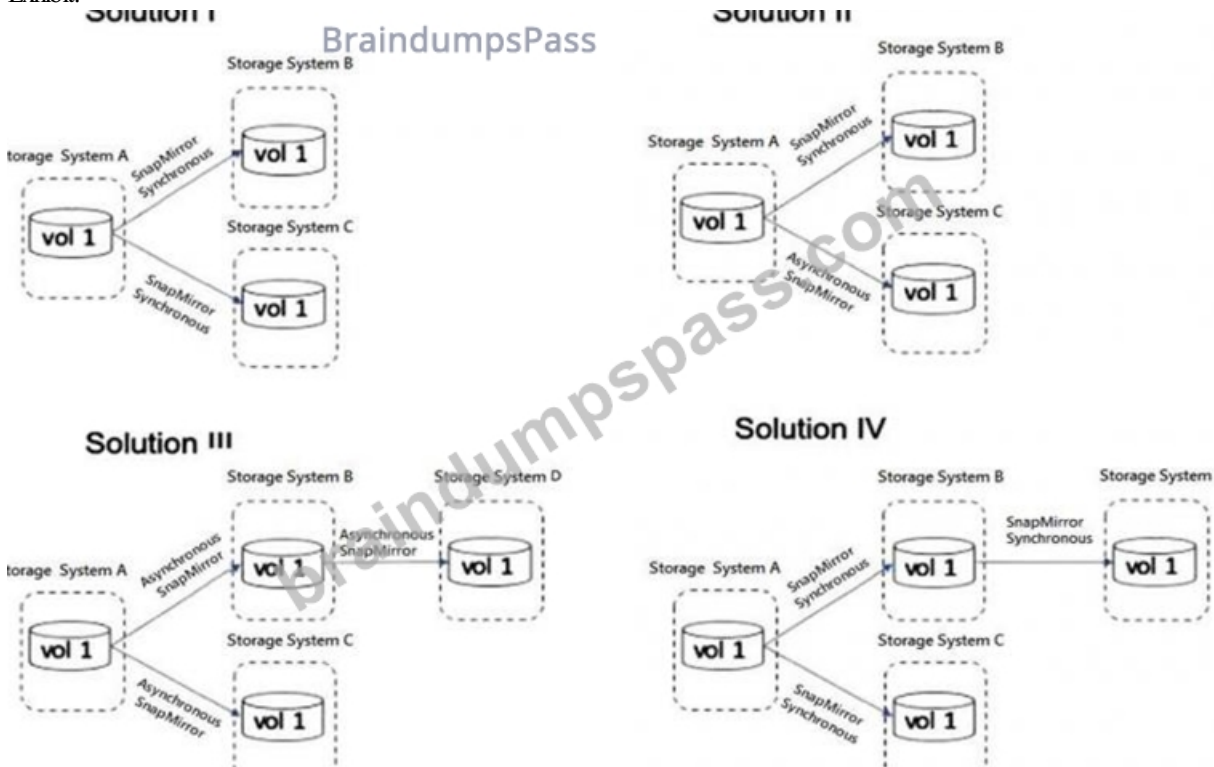 Exhibit:
Solution I
BraindumpsPass
Storage System B
SnapMirror
Synchronous
vol 1
torage System A
vol 1
Storage System C
SnapMirror
Synchronous
vol 1
Solution II
Storage System B
SnapMirror
Synchronous
vol 1
Storage System A
vol 1
Storage System C
Asynchronous
SnapMirror
vol 1
braindumpspass.com
Solution III
Storage System B
Storage System D
Asynchronous
SnapMirror
vol 1
Asynchronous
SnapMirror
vol 1
torage System A
vol 1
Storage System C
Asynchronous
SnapMirror
vol 1
Solution IV
Storage System B
Storage System
SnapMirror
Synchronous
vol 1
SnapMirror
Synchronous
vol 1
Storage System A
vol 1
Storage System C
SnapMirror
Synchronous
vol 1